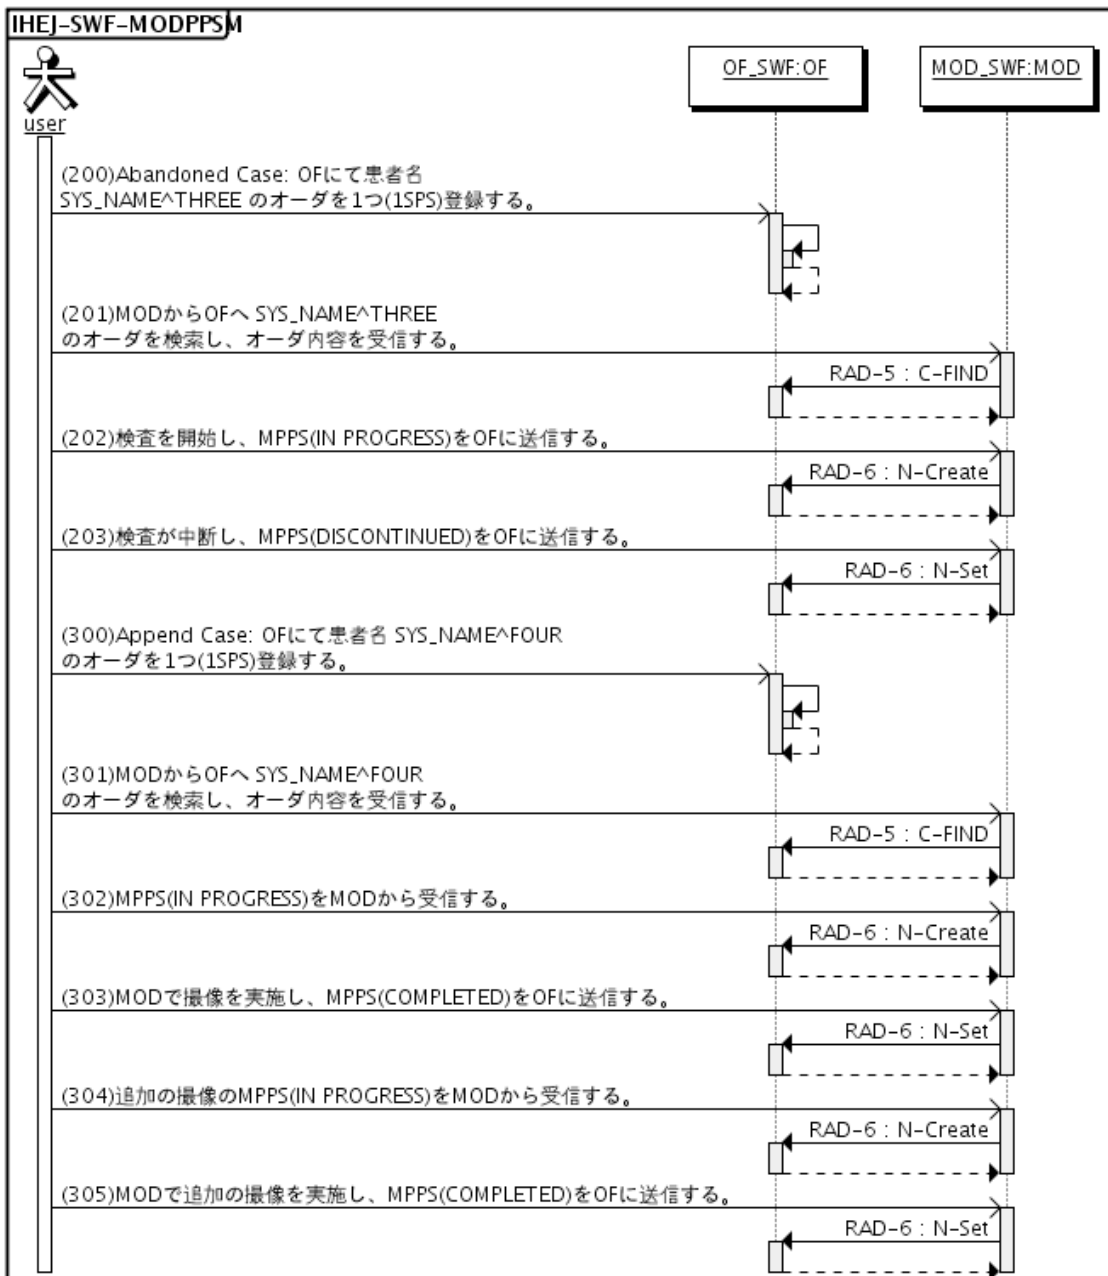 IHEJ-SWF-MODPPSM
user
OF_SWF:OF
MOD_SWF:MOD
(200)Abandoned Case: OFにて患者名
SYS_NAME^THREE のオーダを1つ(1SPS)登録する。
(201)MODからOFへ SYS_NAME^THREE
のオーダを検索し、オーダ内容を受信する。
RAD-5 : C-FIND
(202)検査を開始し、MPPS(IN PROGRESS)をOFに送信する。
RAD-6 : N-Create
(203)検査が中断し、MPPS(DISCONTINUED)をOFに送信する。
RAD-6 : N-Set
(300)Append Case: OFにて患者名 SYS_NAME^FOUR
のオーダを1つ(1SPS)登録する。
(301)MODからOFへ SYS_NAME^FOUR
のオーダを検索し、オーダ内容を受信する。
RAD-5 : C-FIND
(302)MPPS(IN PROGRESS)をMODから受信する。
RAD-6 : N-Create
(303)MODで撮像を実施し、MPPS(COMPLETED)をOFに送信する。
RAD-6 : N-Set
(304)追加の撮像のMPPS(IN PROGRESS)をMODから受信する。
RAD-6 : N-Create
(305)MODで追加の撮像を実施し、MPPS(COMPLETED)をOFに送信する。
RAD-6 : N-Set